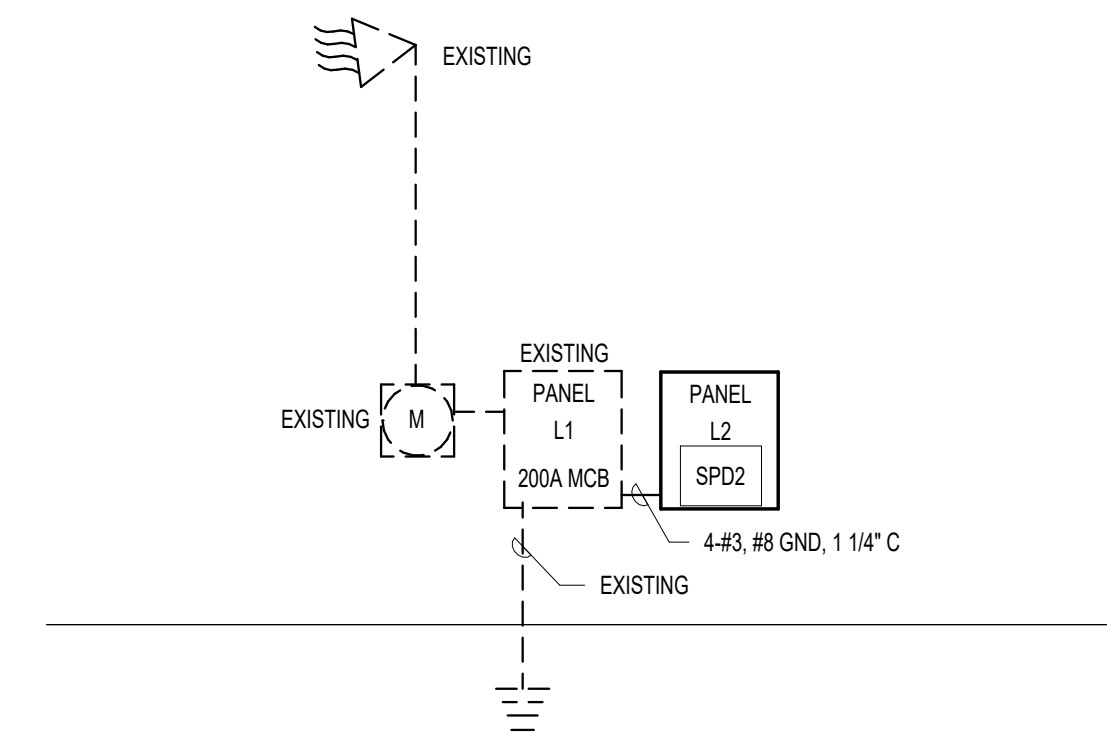 EXISTING
EXISTING
PANEL
L1
200A MCB
EXISTING
M
PANEL
L2
SPD2
4-#3, #8 GND, 1 1/4" C
EXISTING